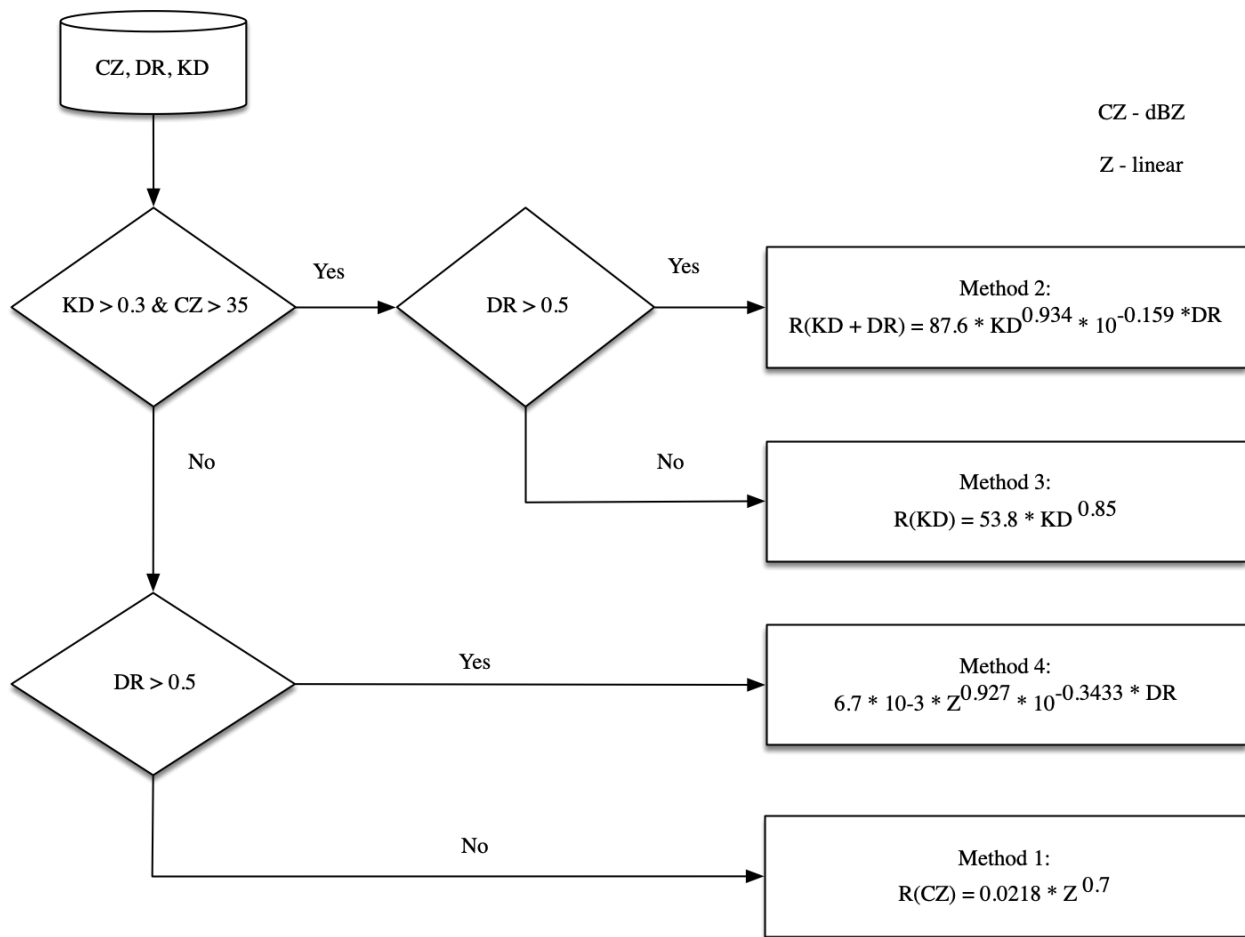 CZ, DR, KD
CZ - dBZ
Z - linear
KD > 0.3 & CZ > 35
Yes
DR > 0.5
Yes
Method 2:
R(KD + DR) = 87.6 * KD^0.934 * 10^-0.159 *DR
No
No
Method 3:
R(KD) = 53.8 * KD^0.85
DR > 0.5
Yes
Method 4:
6.7 * 10-3 * Z^0.927 * 10^-0.3433 * DR
No
Method 1:
R(CZ) = 0.0218 * Z^0.7